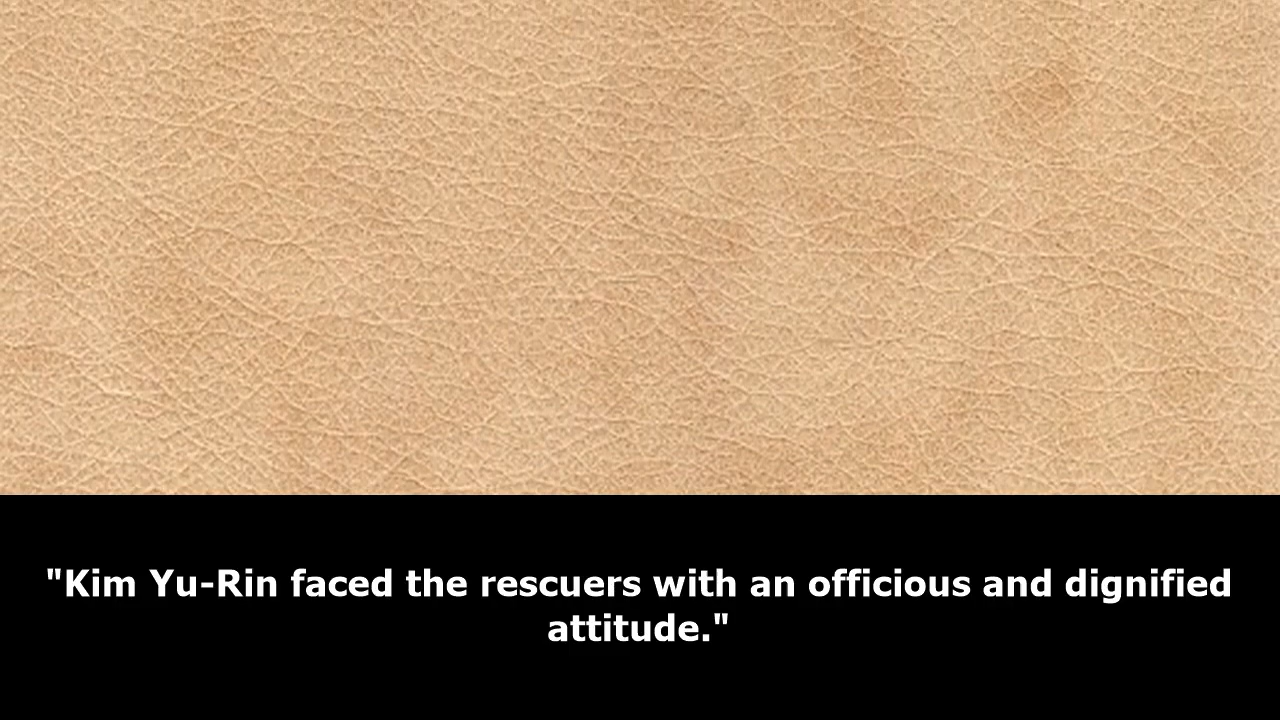 "Kim Yu-Rin faced the rescuers with an officious and dignified
attitude."